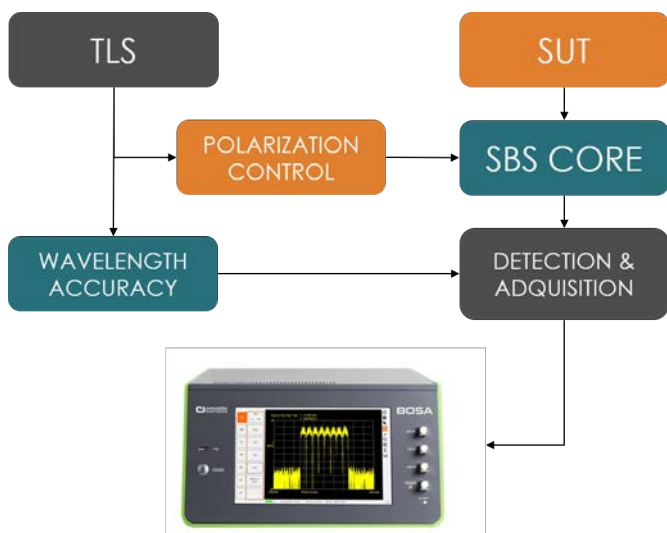 TLS
SUT
POLARIZATION
CONTROL
SBS CORE
WAVELENGTH
ACCURACY
DETECTION &
ADQUISITION
BOSA